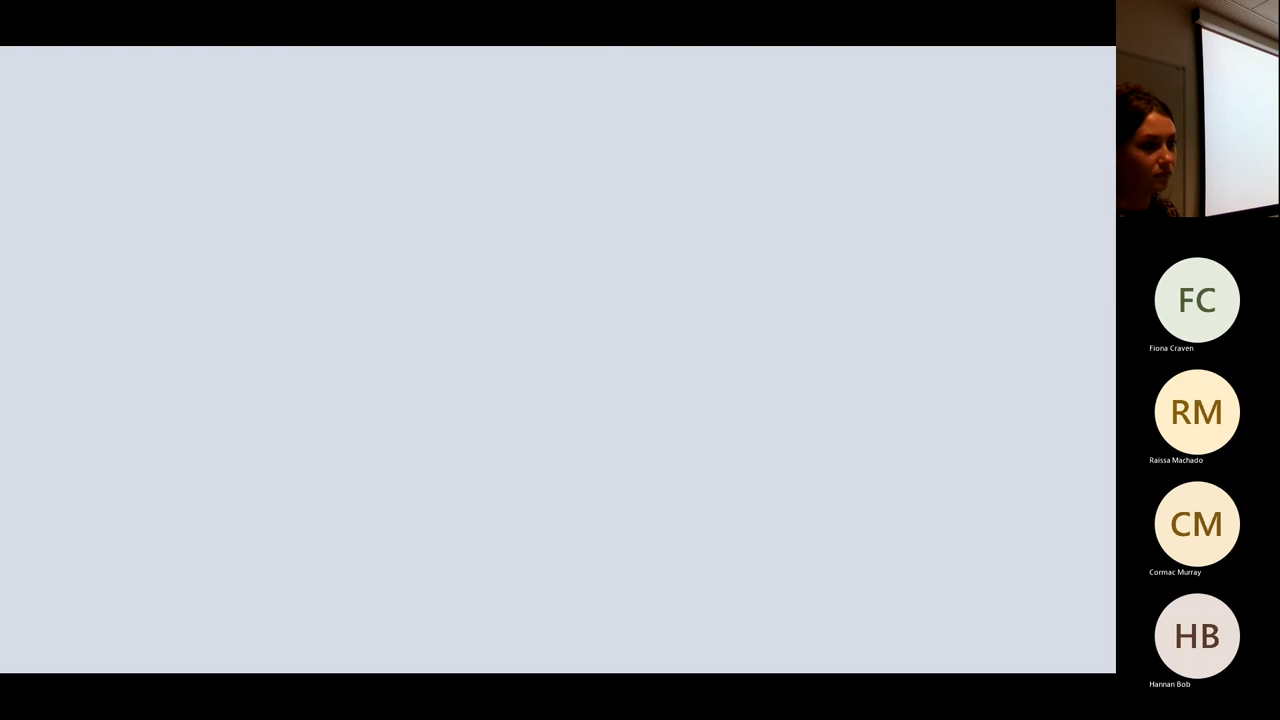 FC
Fiona Craven
RM
Raissa Machado
CM
Cormac Murray
HB
Hannan Bob